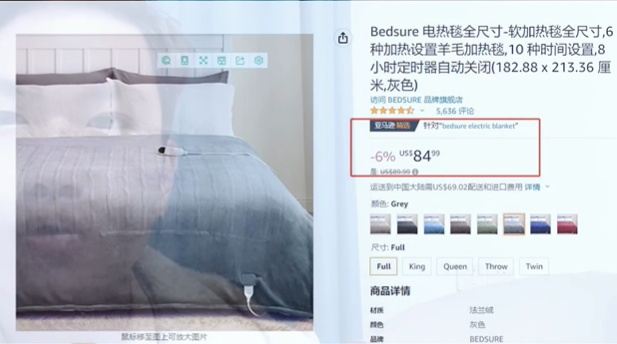 Bedsure 电热毯全尺寸-软加热毯全尺寸,6
种加热设置羊毛加热毯,10 种时间设置,8
小时定时器自动关闭(182.88 x 213.36 厘
米,灰色)
访问 BEDSURE 品牌旗舰店
5,636 评论
亚马逊精选 针对“bedsure electric blanket”
-6% US$84⁹⁹
是: US$89.99
运送到中国大陆需US$69.02配送和进口费用 详情
颜色: Grey
尺寸: Full
Full King Queen Throw Twin
商品详情
材质 法兰绒
颜色 灰色
品牌 BEDSURE
鼠标移至图上可放大图片